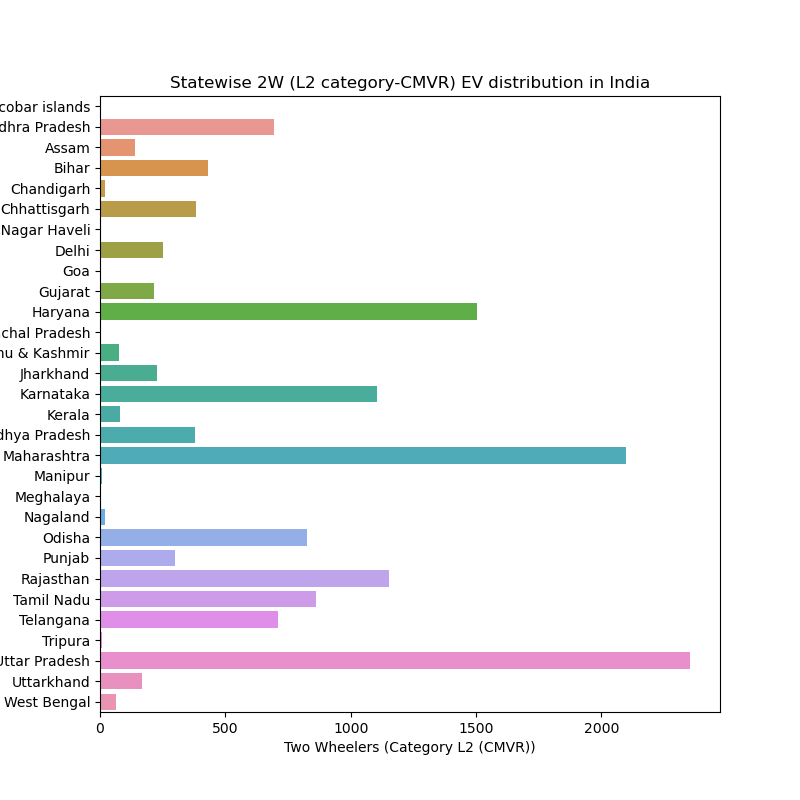 Statewise 2W (L2 category-CMVR) EV distribution in India
cobar islands
dhra Pradesh
Assam
Bihar
Chandigarh
Chhattisgarh
Nagar Haveli
Delhi
Goa
Gujarat
Haryana
chal Pradesh
u & Kashmir
Jharkhand
Karnataka
Kerala
dhya Pradesh
Maharashtra
Manipur
Meghalaya
Nagaland
Odisha
Punjab
Rajasthan
Tamil Nadu
Telangana
Tripura
Uttar Pradesh
Uttarkhand
West Bengal
0 500 1000 1500 2000
Two Wheelers (Category L2 (CMVR))